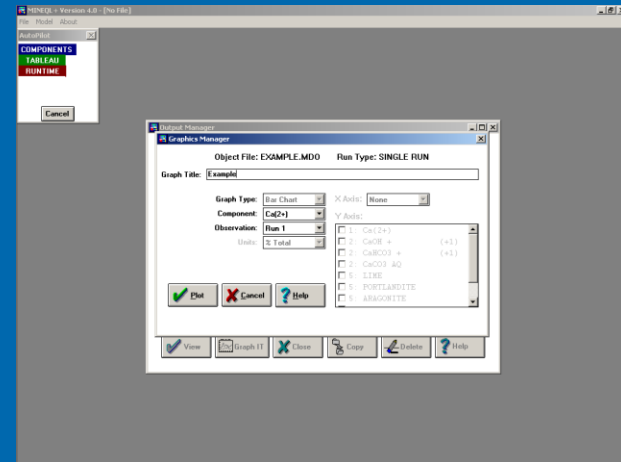 MINEQL+ Version 4.0 - [No File]
File Model About
AutoPilot
COMPONENTS
TABLEAU
RUNTIME
Cancel
Output Manager
Graphics Manager
Object File: EXAMPLE.MDO Run Type: SINGLE RUN
Graph Title: Example
Graph Type: Bar Chart X Axis: None
Component: Ca(2+) Y Axis:
Observation: Run 1 1: Ca(2+)
Units: % Total 2: CaOH + (+1)
2: CaHCO3 + (+1)
2: CaCO3 AQ
5: LIME
5: PORTLANDITE
5: ARAGONITE
Plot Cancel Help
View Graph IT Close Copy Delete Help